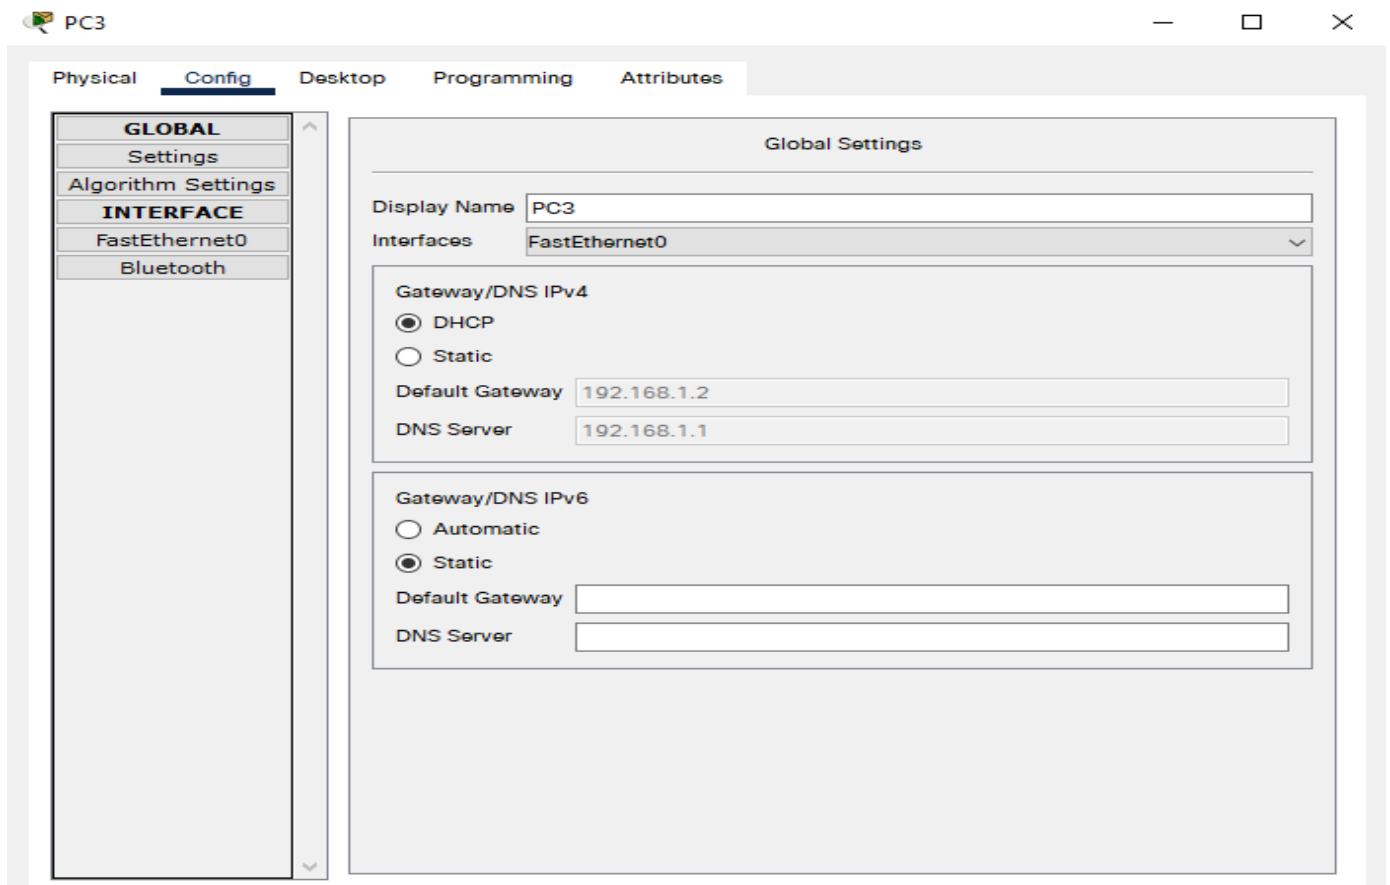 PC3
Physical Config Desktop Programming Attributes
GLOBAL
Settings
Algorithm Settings
INTERFACE
FastEthernet0
Bluetooth
Global Settings
Display Name PC3
Interfaces FastEthernet0
Gateway/DNS IPv4
DHCP
Static
Default Gateway 192.168.1.2
DNS Server 192.168.1.1
Gateway/DNS IPv6
Automatic
Static
Default Gateway
DNS Server